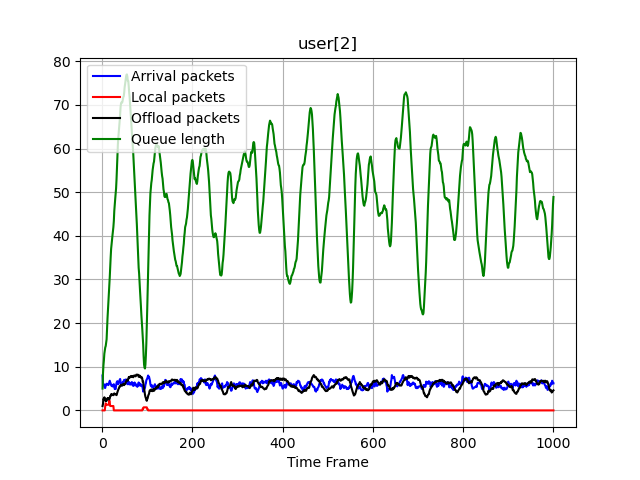 user[2]
80
70
60
50
40
30
20
10
0
Arrival packets
Local packets
Offload packets
Queue length
0 200 400 600 800 1000
Time Frame